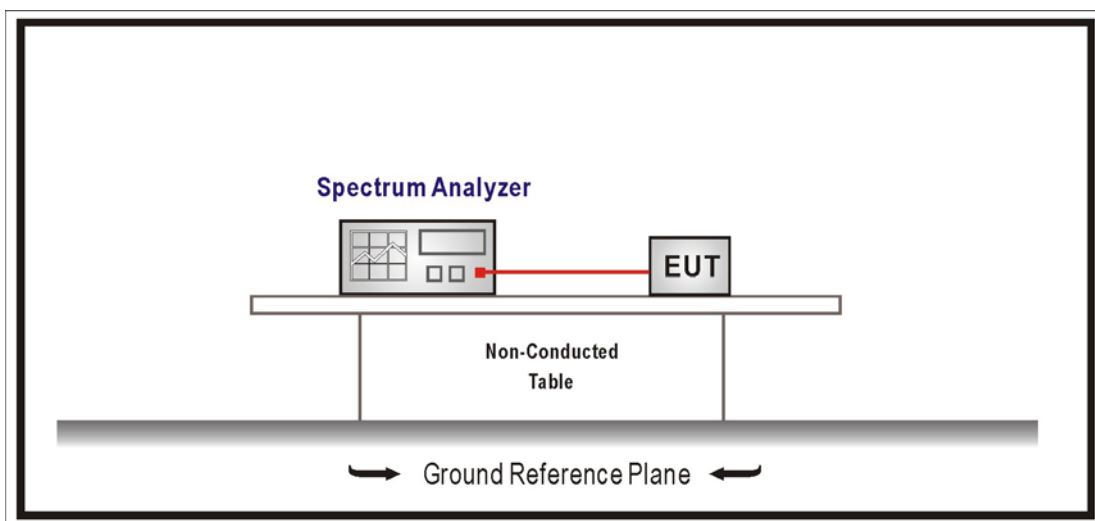 Spectrum Analyzer
EUT
Non-Conducted
Table
Ground Reference Plane